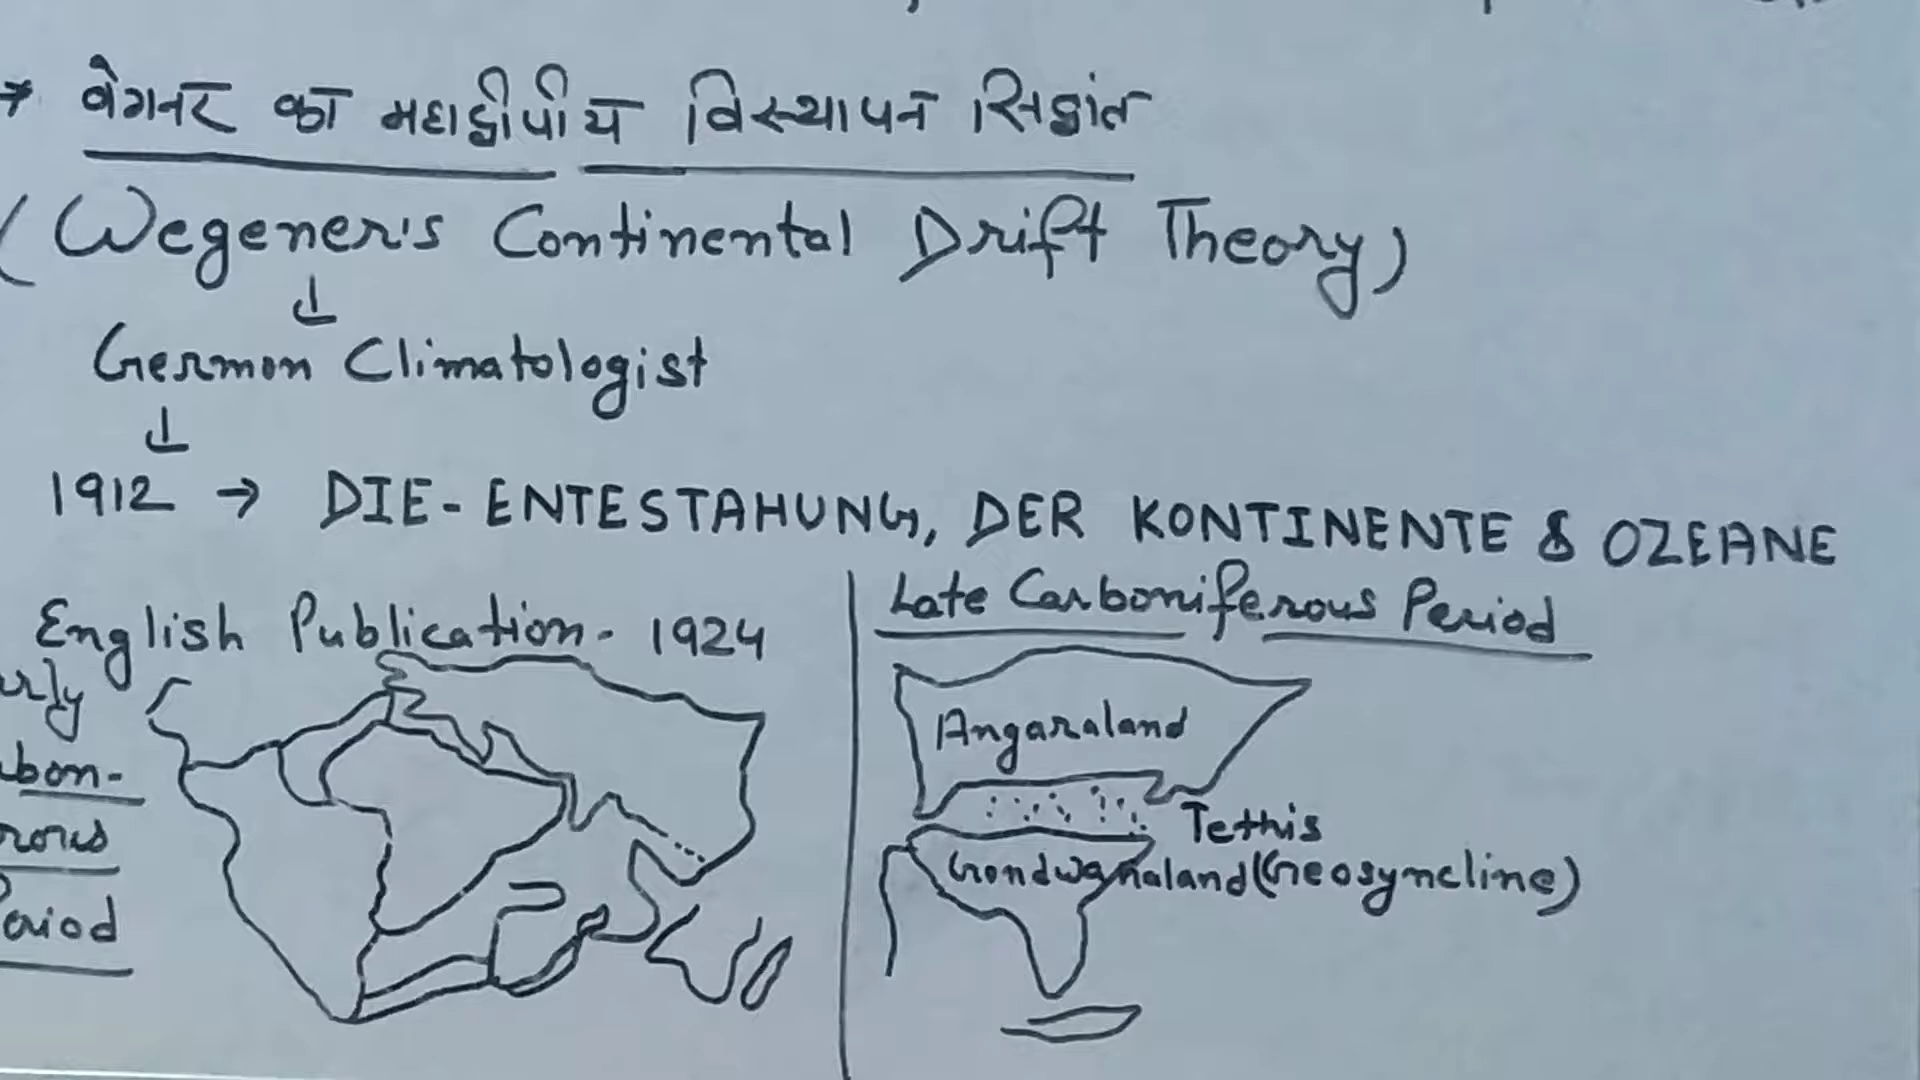 → वेगनर का महाद्वीपीय विस्थापन सिद्धांत
(Wegener's Continental Drift Theory)
↓
German Climatologist
↓
1912 → DIE-ENTESTAHUNG, DER KONTINENTE & OZEANE
English Publication - 1924
Late Carboniferous Period
Angaraland
Tethis
Gondwanaland (Geosyncline)